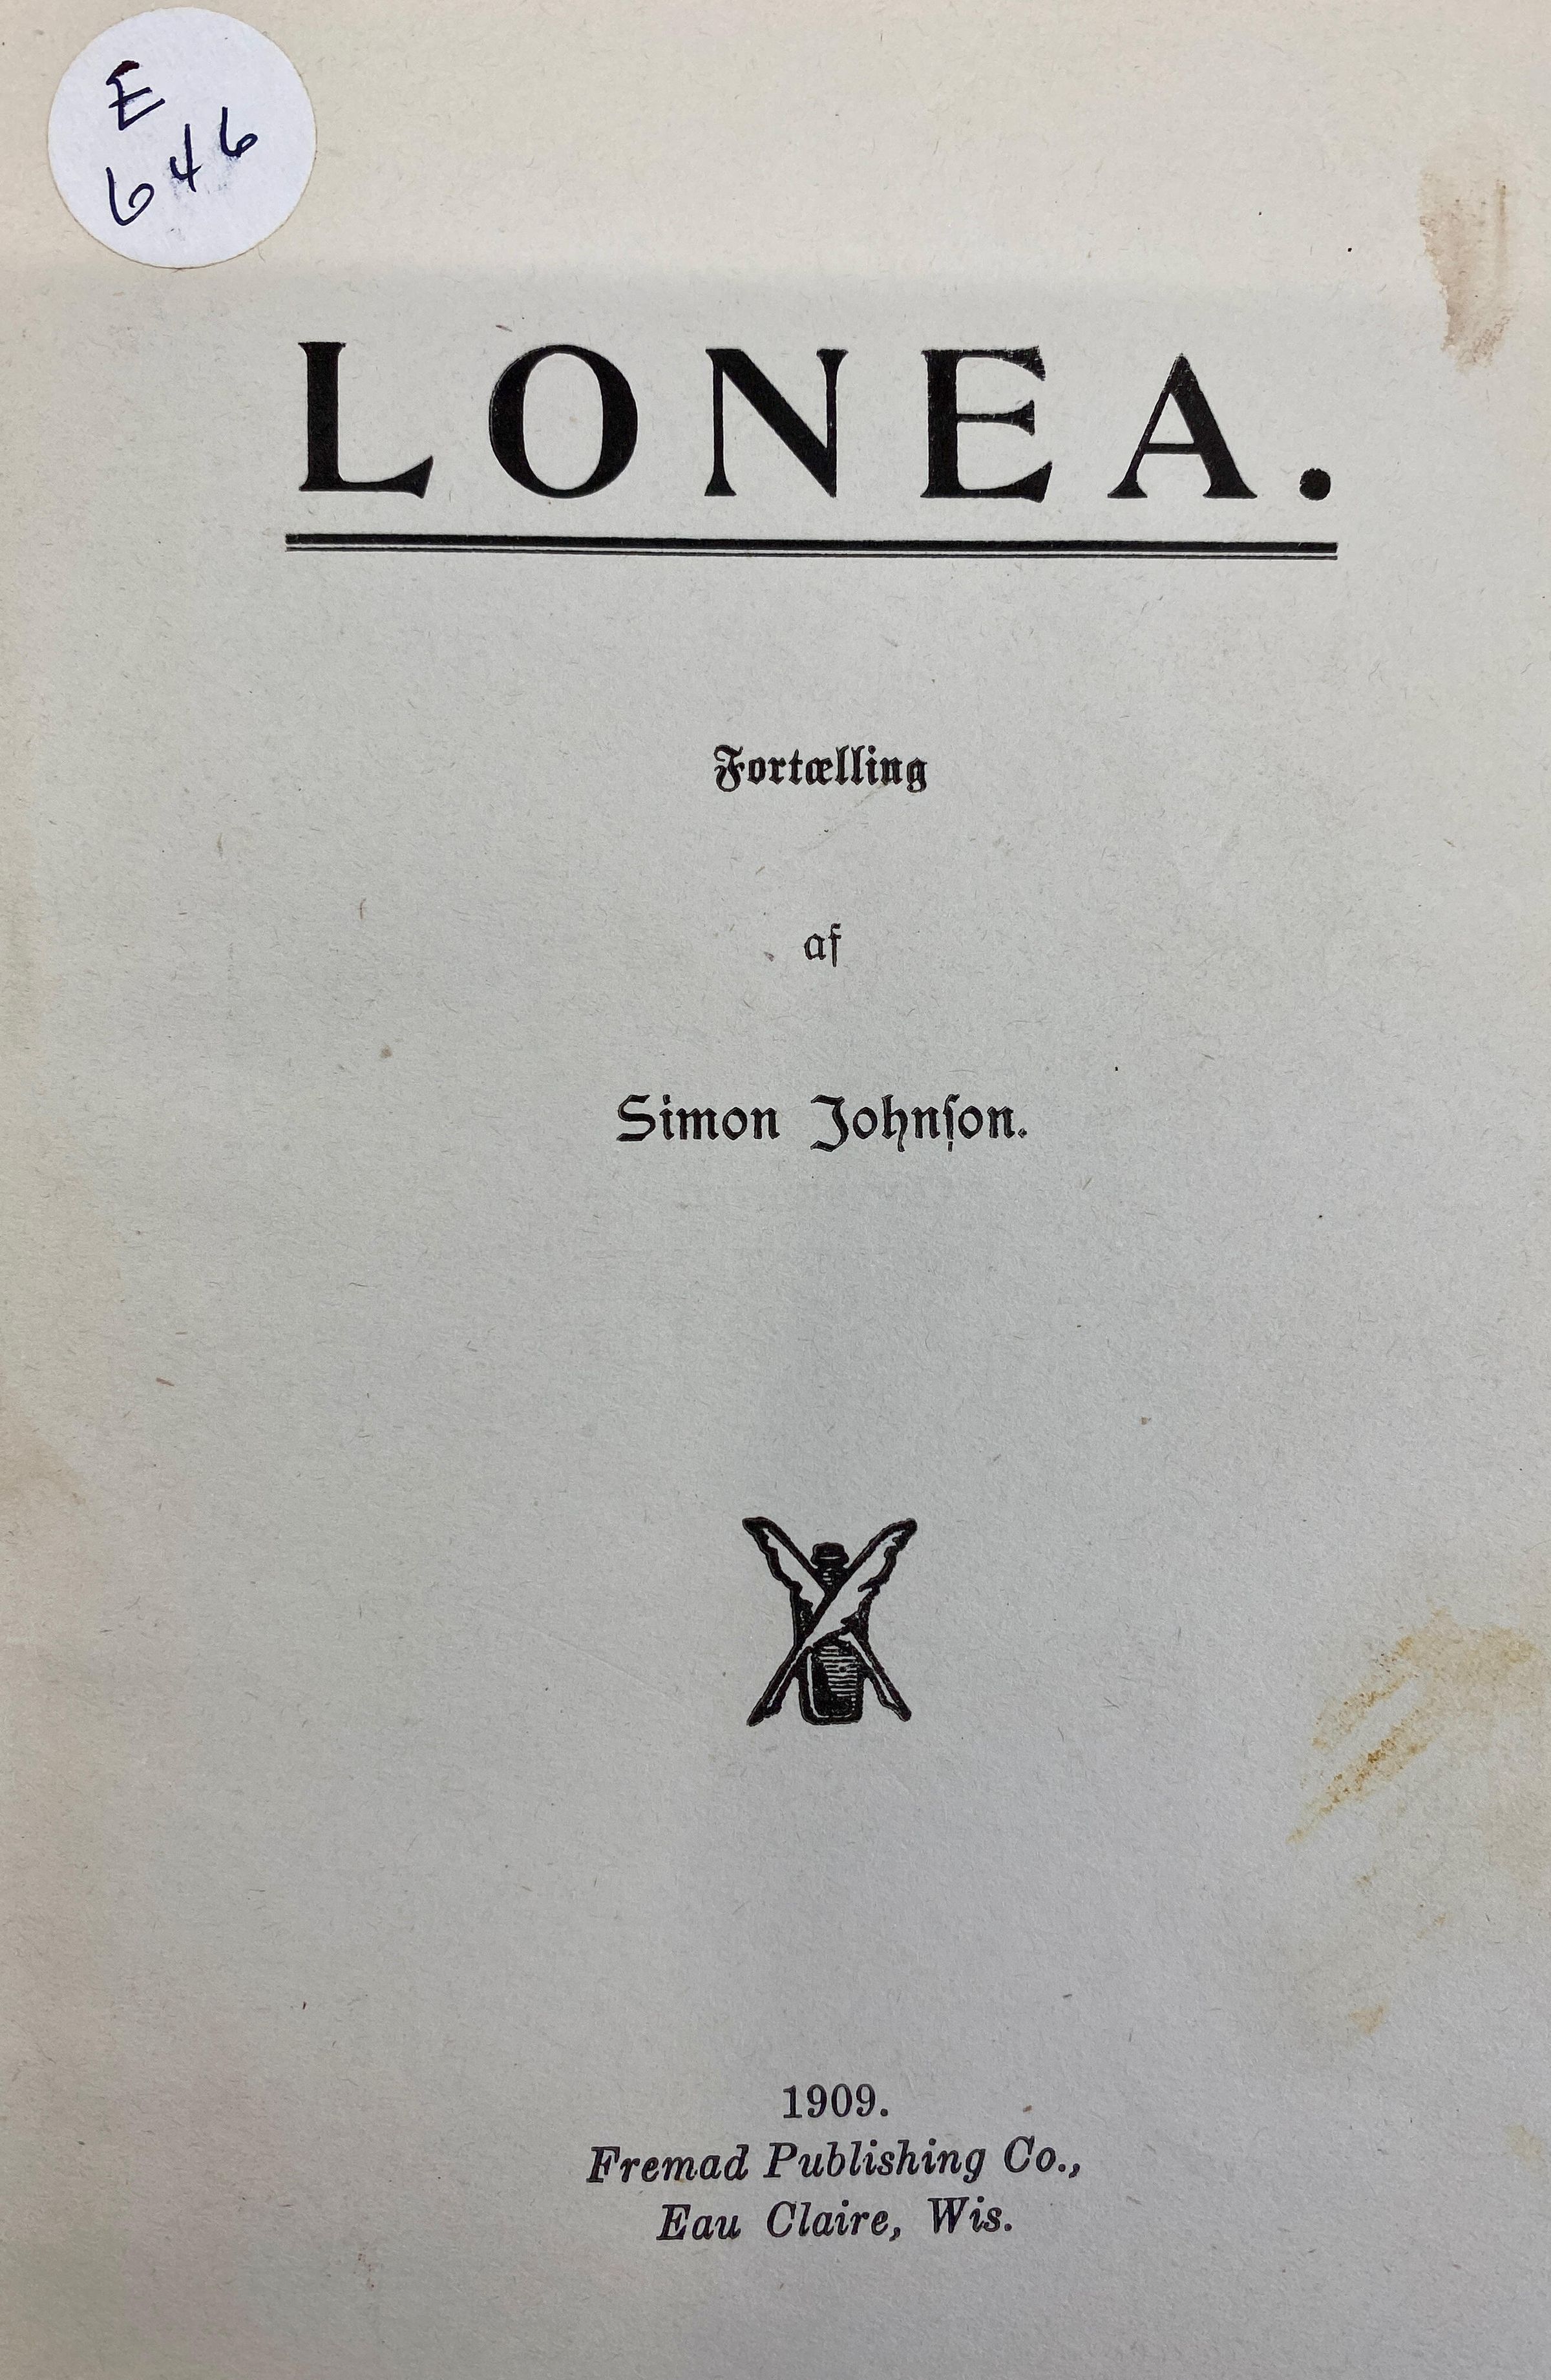 E
646
LONEA.
Fortælling
af
Simon Johnſon.
1909.
Fremad Publishing Co.,
Eau Claire, Wis.